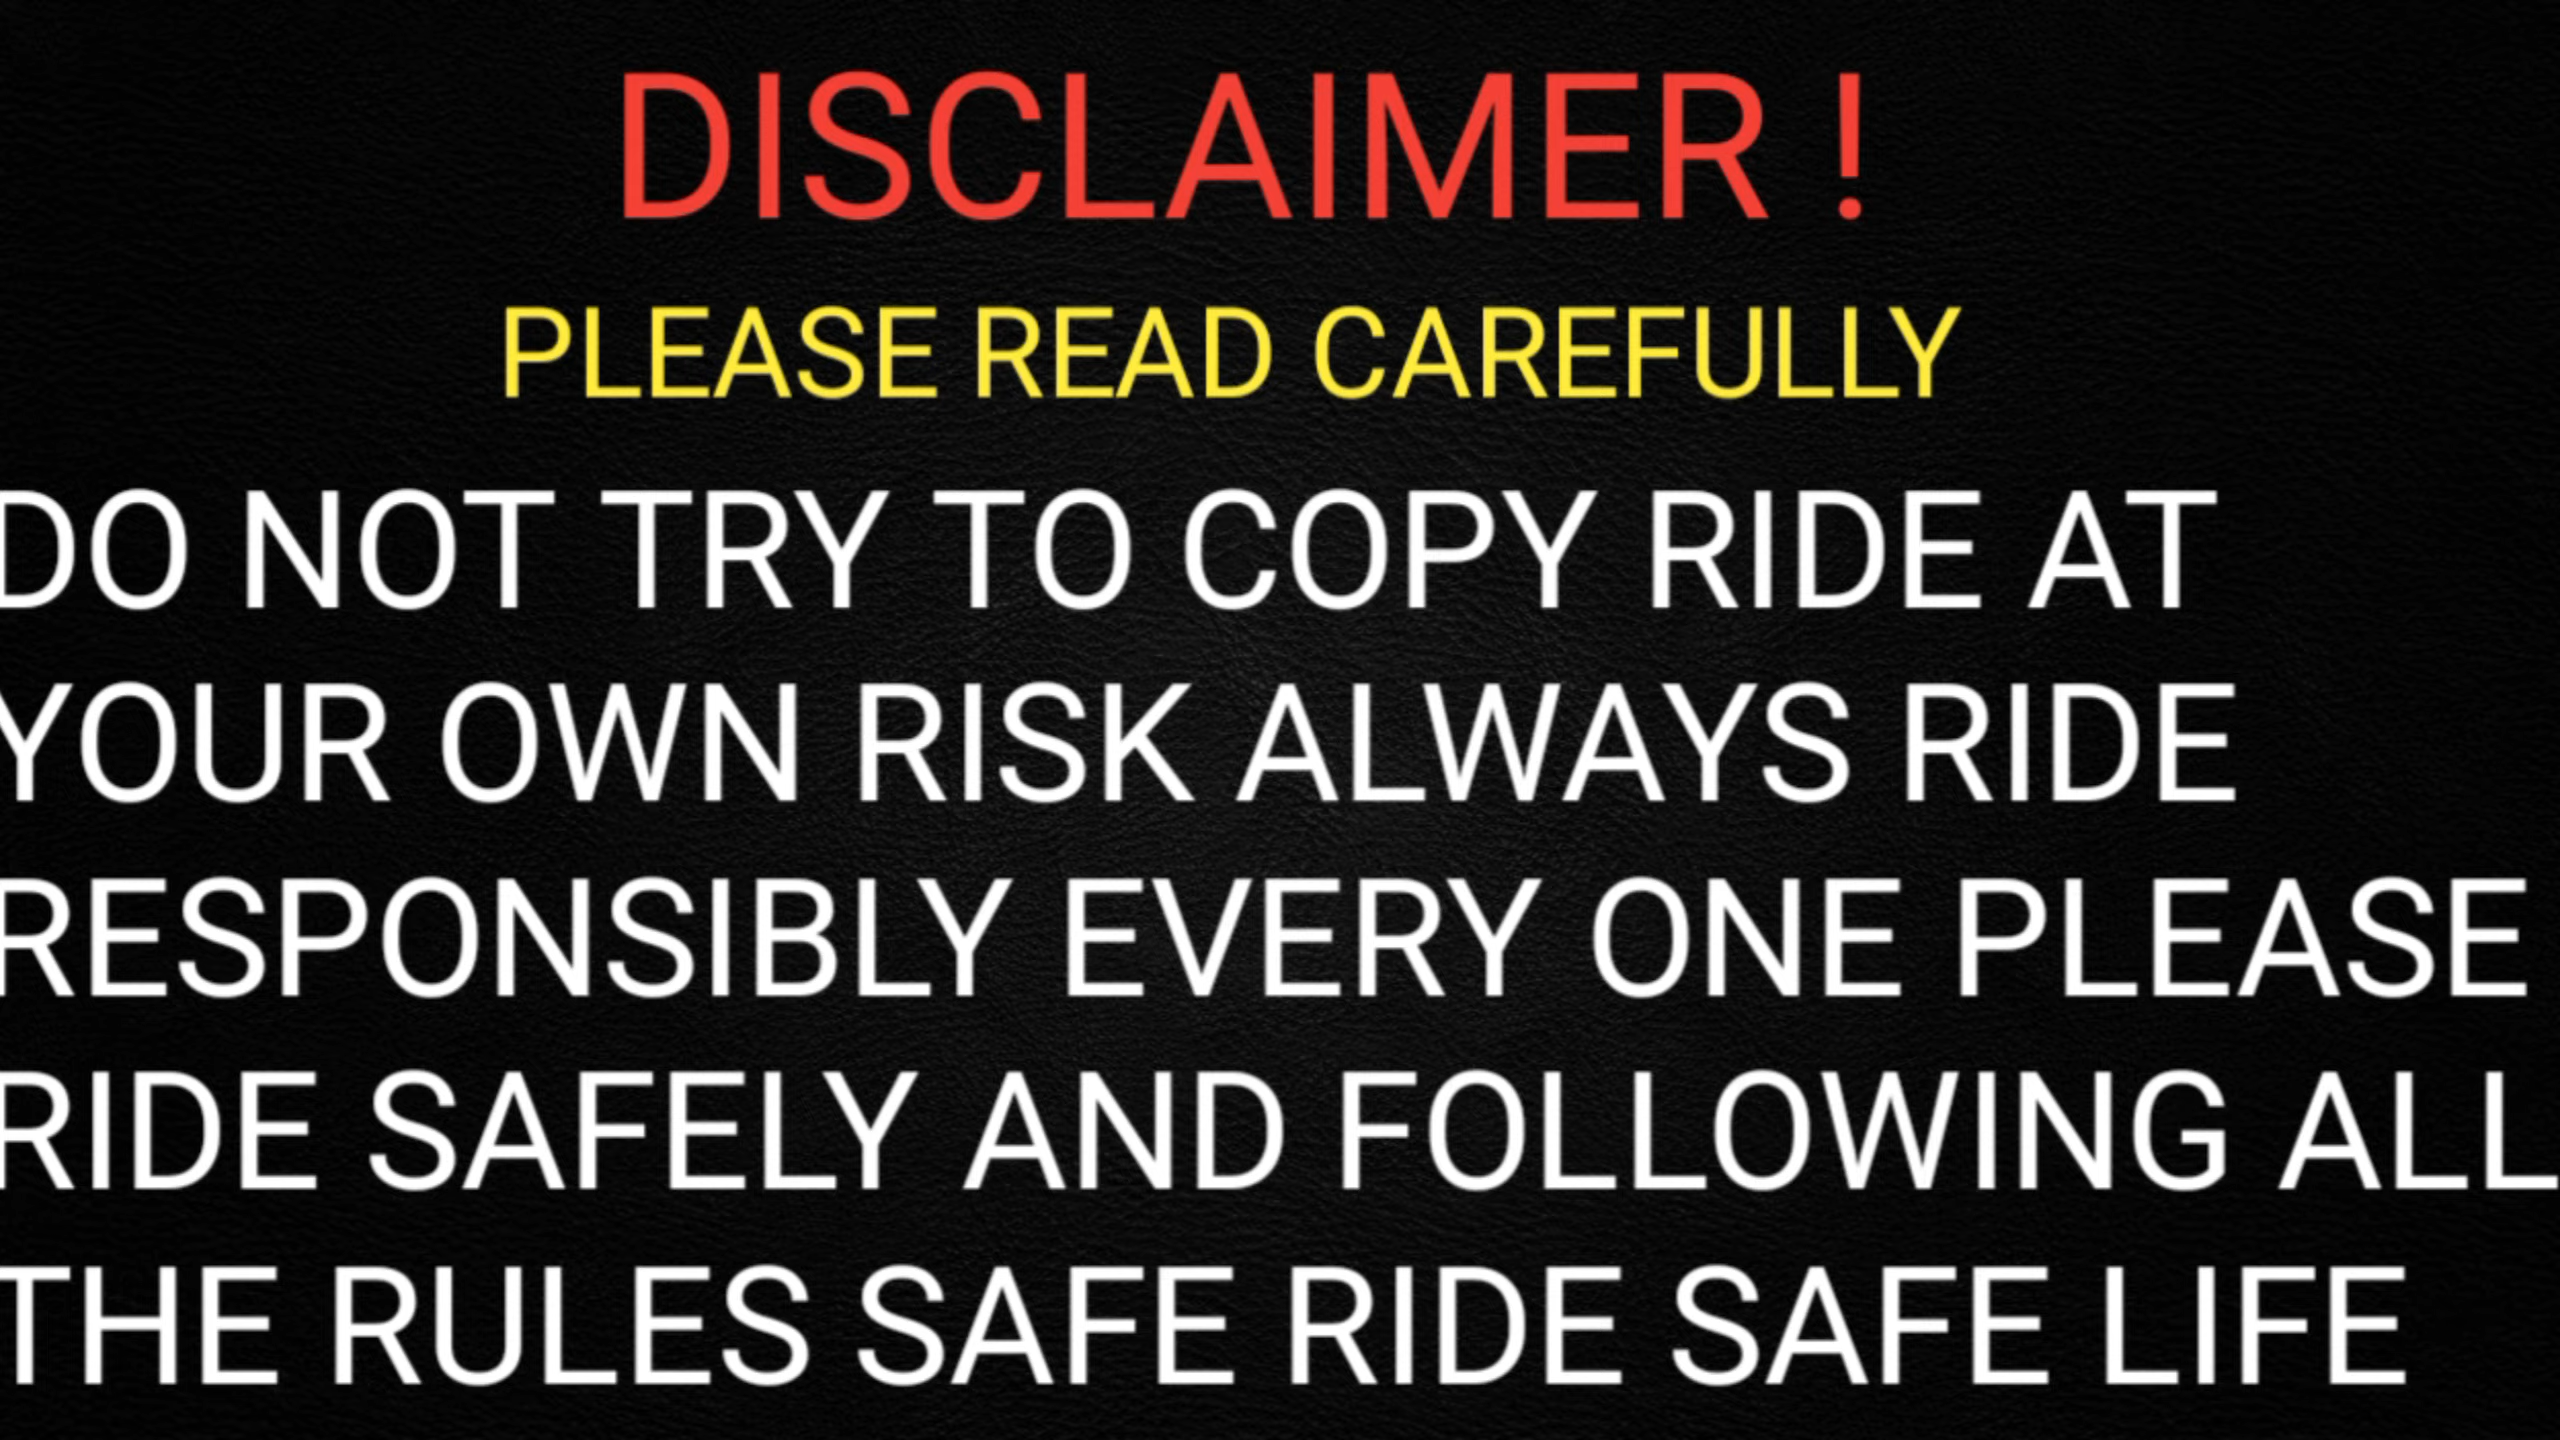 DISCLAIMER !
PLEASE READ CAREFULLY
DO NOT TRY TO COPY RIDE AT
YOUR OWN RISK ALWAYS RIDE
RESPONSIBLY EVERY ONE PLEASE
RIDE SAFELY AND FOLLOWING ALL
THE RULES SAFE RIDE SAFE LIFE